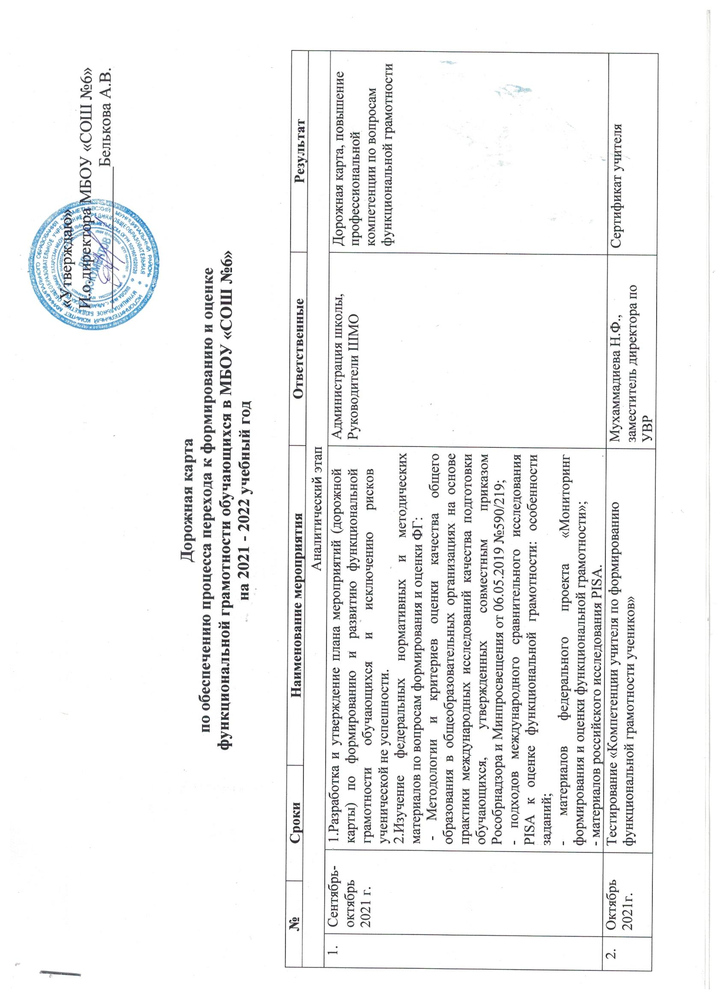 «Утверждаю»
И.о.директора МБОУ «СОШ №6»
Белькова А.В.
Дорожная карта
по обеспечению процесса перехода к формированию и оценке
функциональной грамотности обучающихся в МБОУ «СОШ №6»
на 2021 - 2022 учебный год
№ Сроки Наименование мероприятия Ответственные Результат
Аналитический этап
1.
Сентябрь-
октябрь
2021 г.
1.Разработка и утверждение плана мероприятий (дорожной
карты) по формированию и развитию функциональной
грамотности обучающихся и исключению рисков
ученической не успешности.
2.Изучение федеральных нормативных и методических
материалов по вопросам формирования и оценки ФГ:
- Методологии и критериев оценки качества общего
образования в общеобразовательных организациях на основе
практики международных исследований качества подготовки
обучающихся, утвержденных совместным приказом
Рособрнадзора и Минпросвещения от 06.05.2019 №590/219;
- подходов международного сравнительного исследования
PISA к оценке функциональной грамотности: особенности
заданий;
- материалов федерального проекта «Мониторинг
формирования и оценки функциональной грамотности»;
- материалов российского исследования PISA.
Администрация школы,
Руководители ШМО
Дорожная карта, повышение
профессиональной
компетенции по вопросам
функциональной грамотности
2.
Октябрь
2021г.
Тестирование «Компетенции учителя по формированию
функциональной грамотности учеников»
Мухаммадиева Н.Ф.,
заместитель директора по
УВР
Сертификат учителя